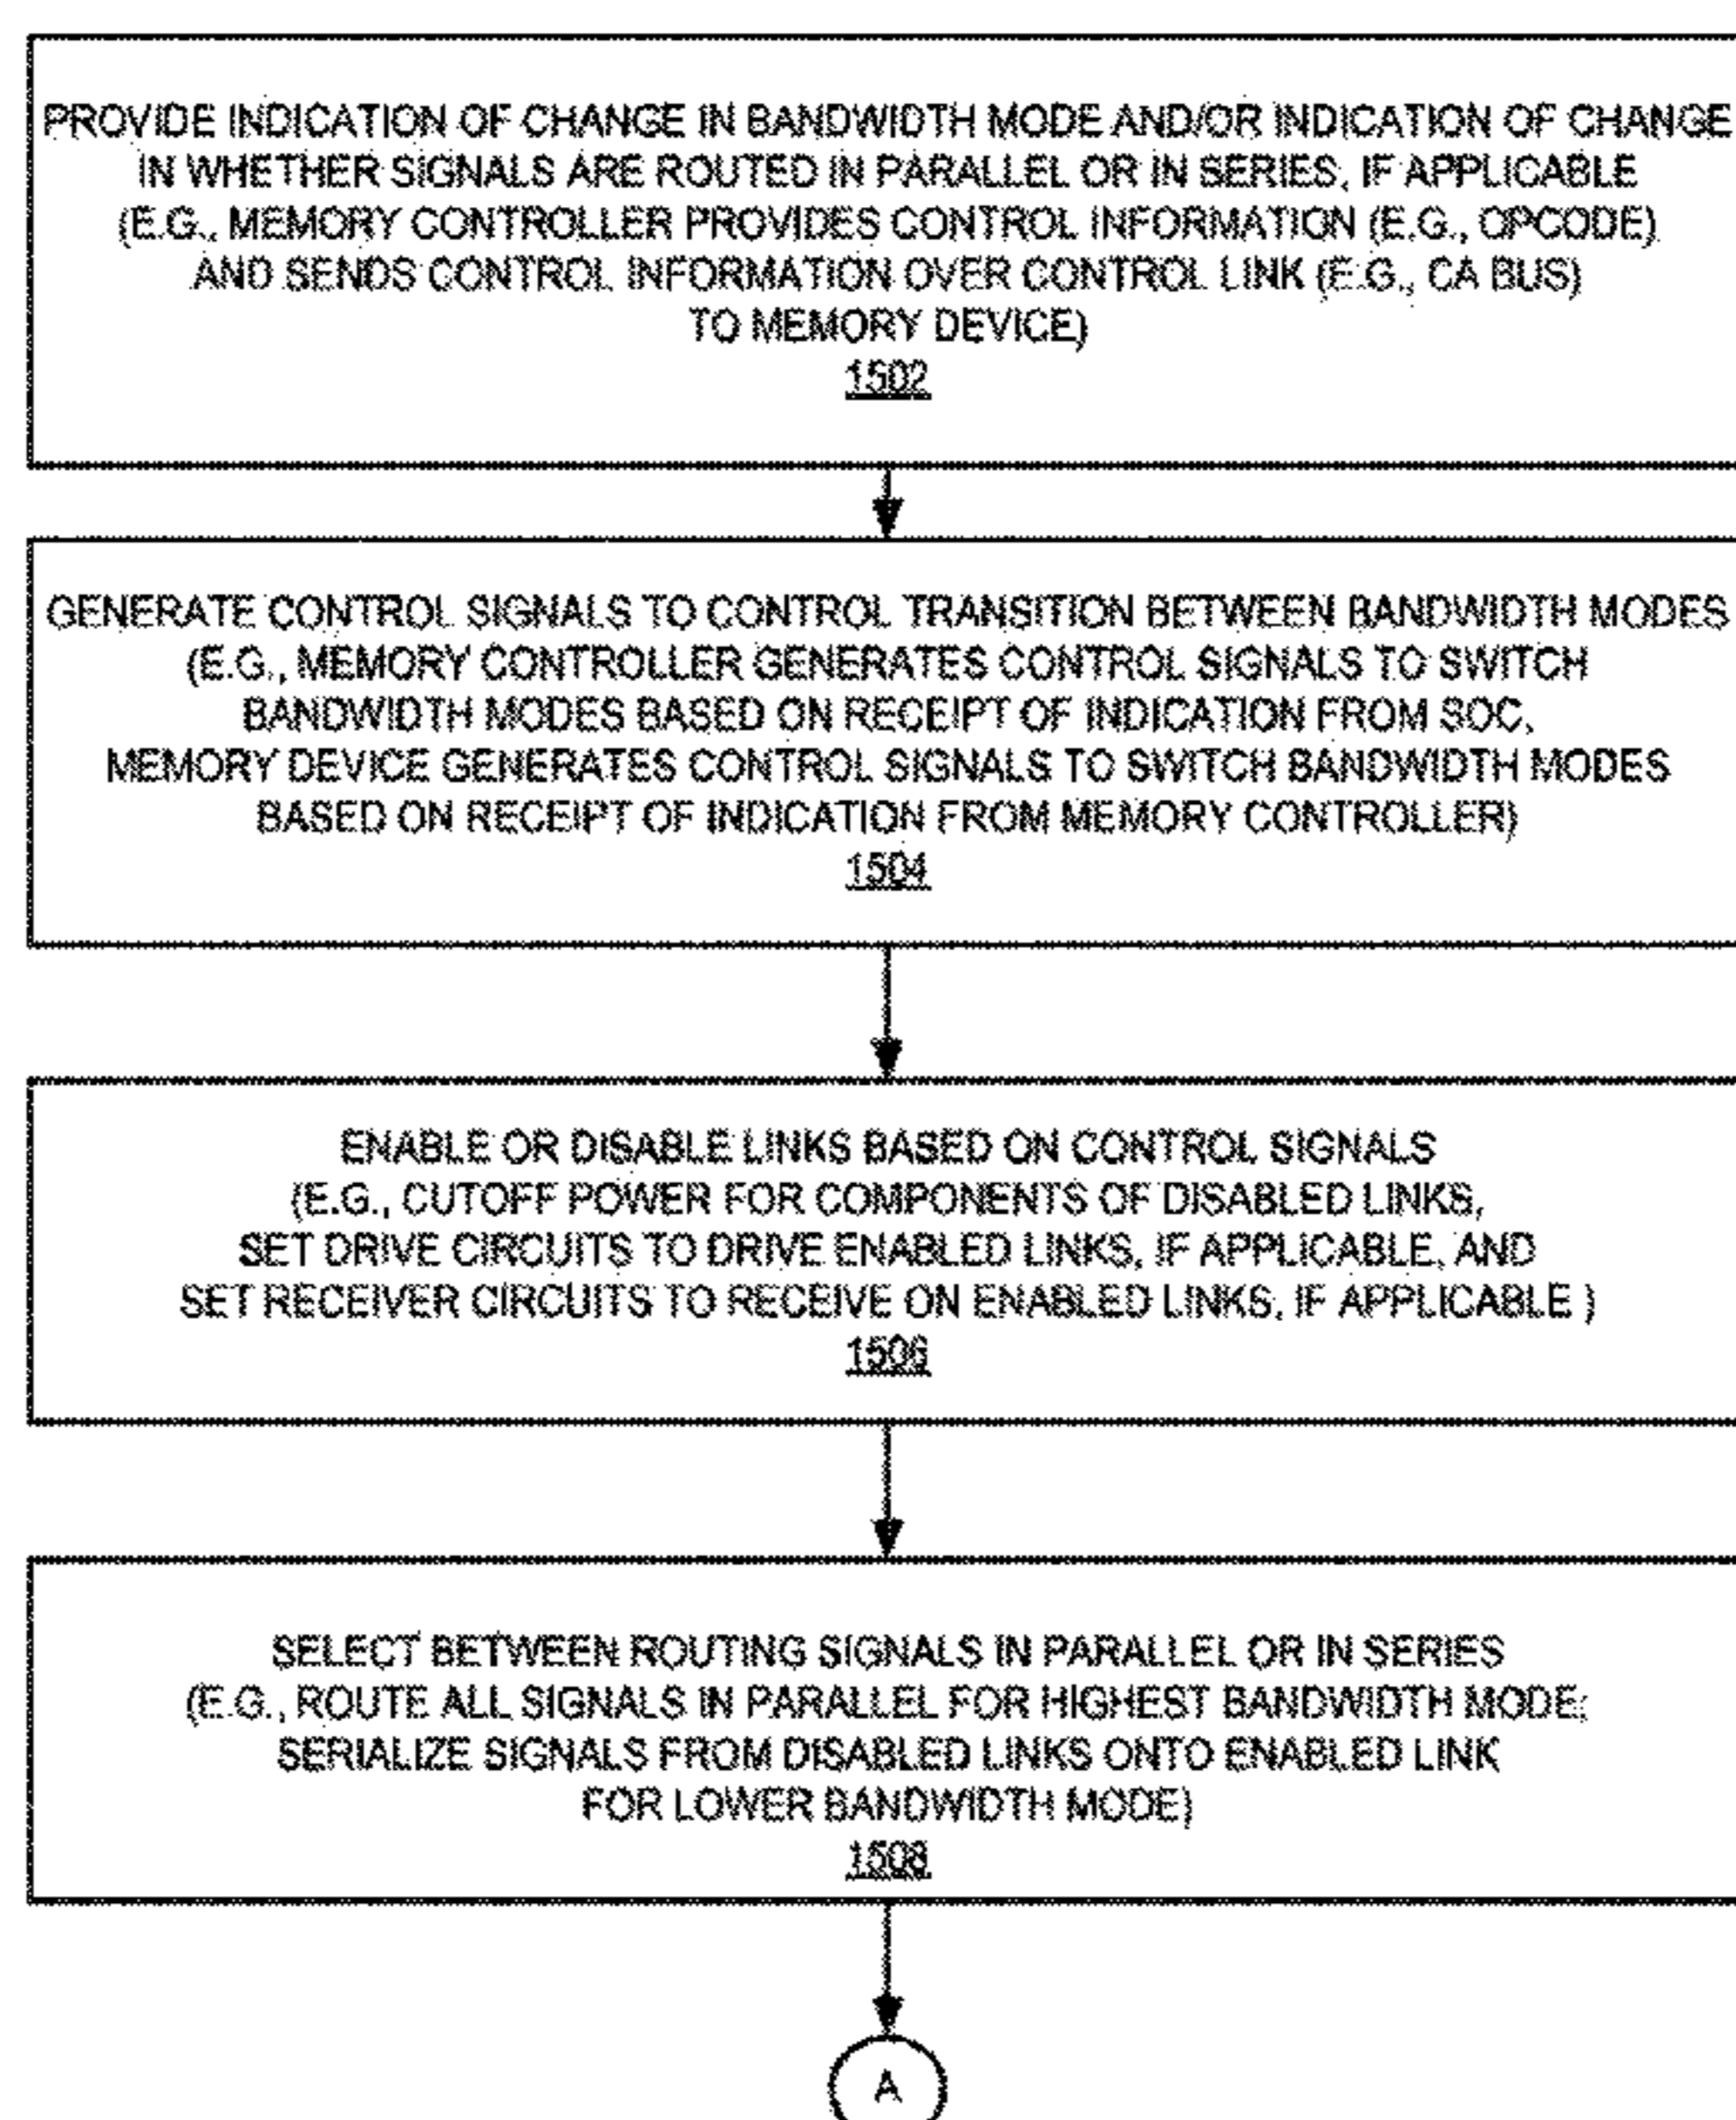 PROVIDE INDICATION OF CHANGE IN BANDWIDTH MODE AND/OR INDICATION OF CHANGE
IN WHETHER SIGNALS ARE ROUTED IN PARALLEL OR IN SERIES, IF APPLICABLE
(E.G., MEMORY CONTROLLER PROVIDES CONTROL INFORMATION (E.G., OPCODE)
AND SENDS CONTROL INFORMATION OVER CONTROL LINK (E.G., CA BUS)
TO MEMORY DEVICE)
1502
GENERATE CONTROL SIGNALS TO CONTROL TRANSITION BETWEEN BANDWIDTH MODES
(E.G., MEMORY CONTROLLER GENERATES CONTROL SIGNALS TO SWITCH
BANDWIDTH MODES BASED ON RECEIPT OF INDICATION FROM SOC,
MEMORY DEVICE GENERATES CONTROL SIGNALS TO SWITCH BANDWIDTH MODES
BASED ON RECEIPT OF INDICATION FROM MEMORY CONTROLLER)
1504
ENABLE OR DISABLE LINKS BASED ON CONTROL SIGNALS
(E.G., CUTOFF POWER FOR COMPONENTS OF DISABLED LINKS,
SET DRIVE CIRCUITS TO DRIVE ENABLED LINKS, IF APPLICABLE, AND
SET RECEIVER CIRCUITS TO RECEIVE ON ENABLED LINKS, IF APPLICABLE )
1506
SELECT BETWEEN ROUTING SIGNALS IN PARALLEL OR IN SERIES
(E.G., ROUTE ALL SIGNALS IN PARALLEL FOR HIGHEST BANDWIDTH MODE;
SERIALIZE SIGNALS FROM DISABLED LINKS ONTO ENABLED LINK
FOR LOWER BANDWIDTH MODE)
1508
A